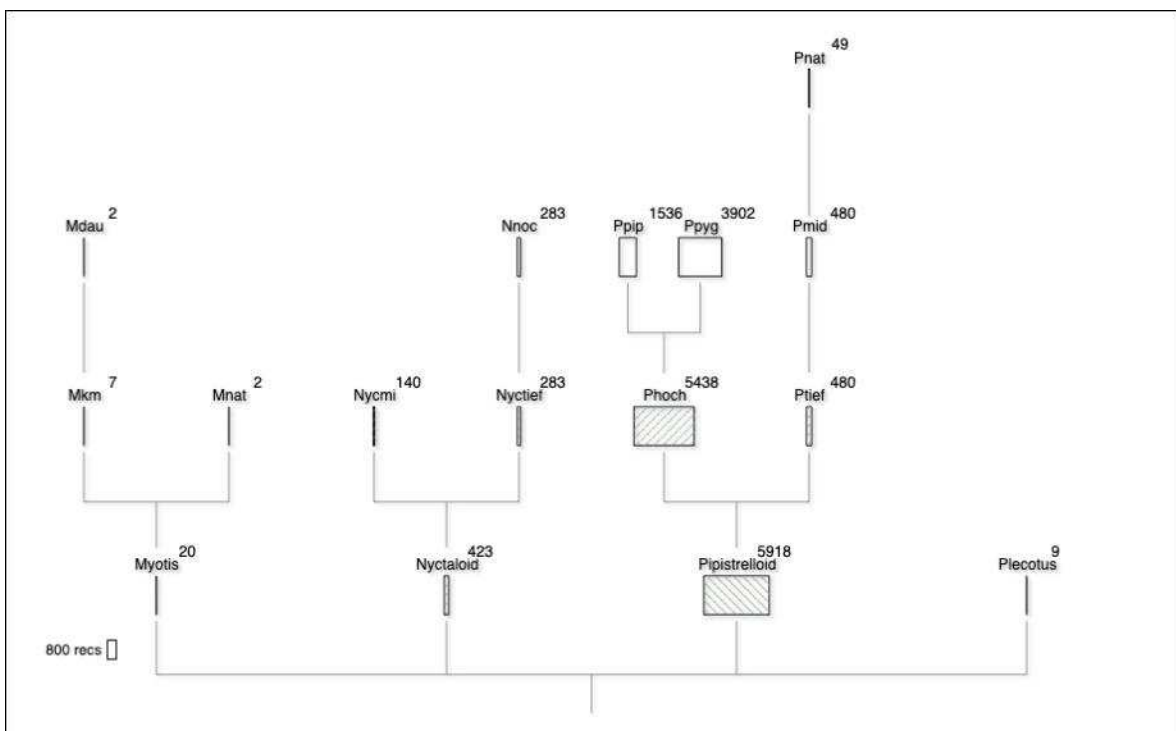 Pnat 49
Mdau 2
Nnoc 283
Ppip 1536
Ppyg 3902
Pmid 480
Mkm 7
Mnat 2
Nycmi 140
Nyctief 283
Phoch 5438
Ptief 480
Myotis 20
Nyctaloid 423
Pipistrelloid 5918
Plecotus 9
800 recs